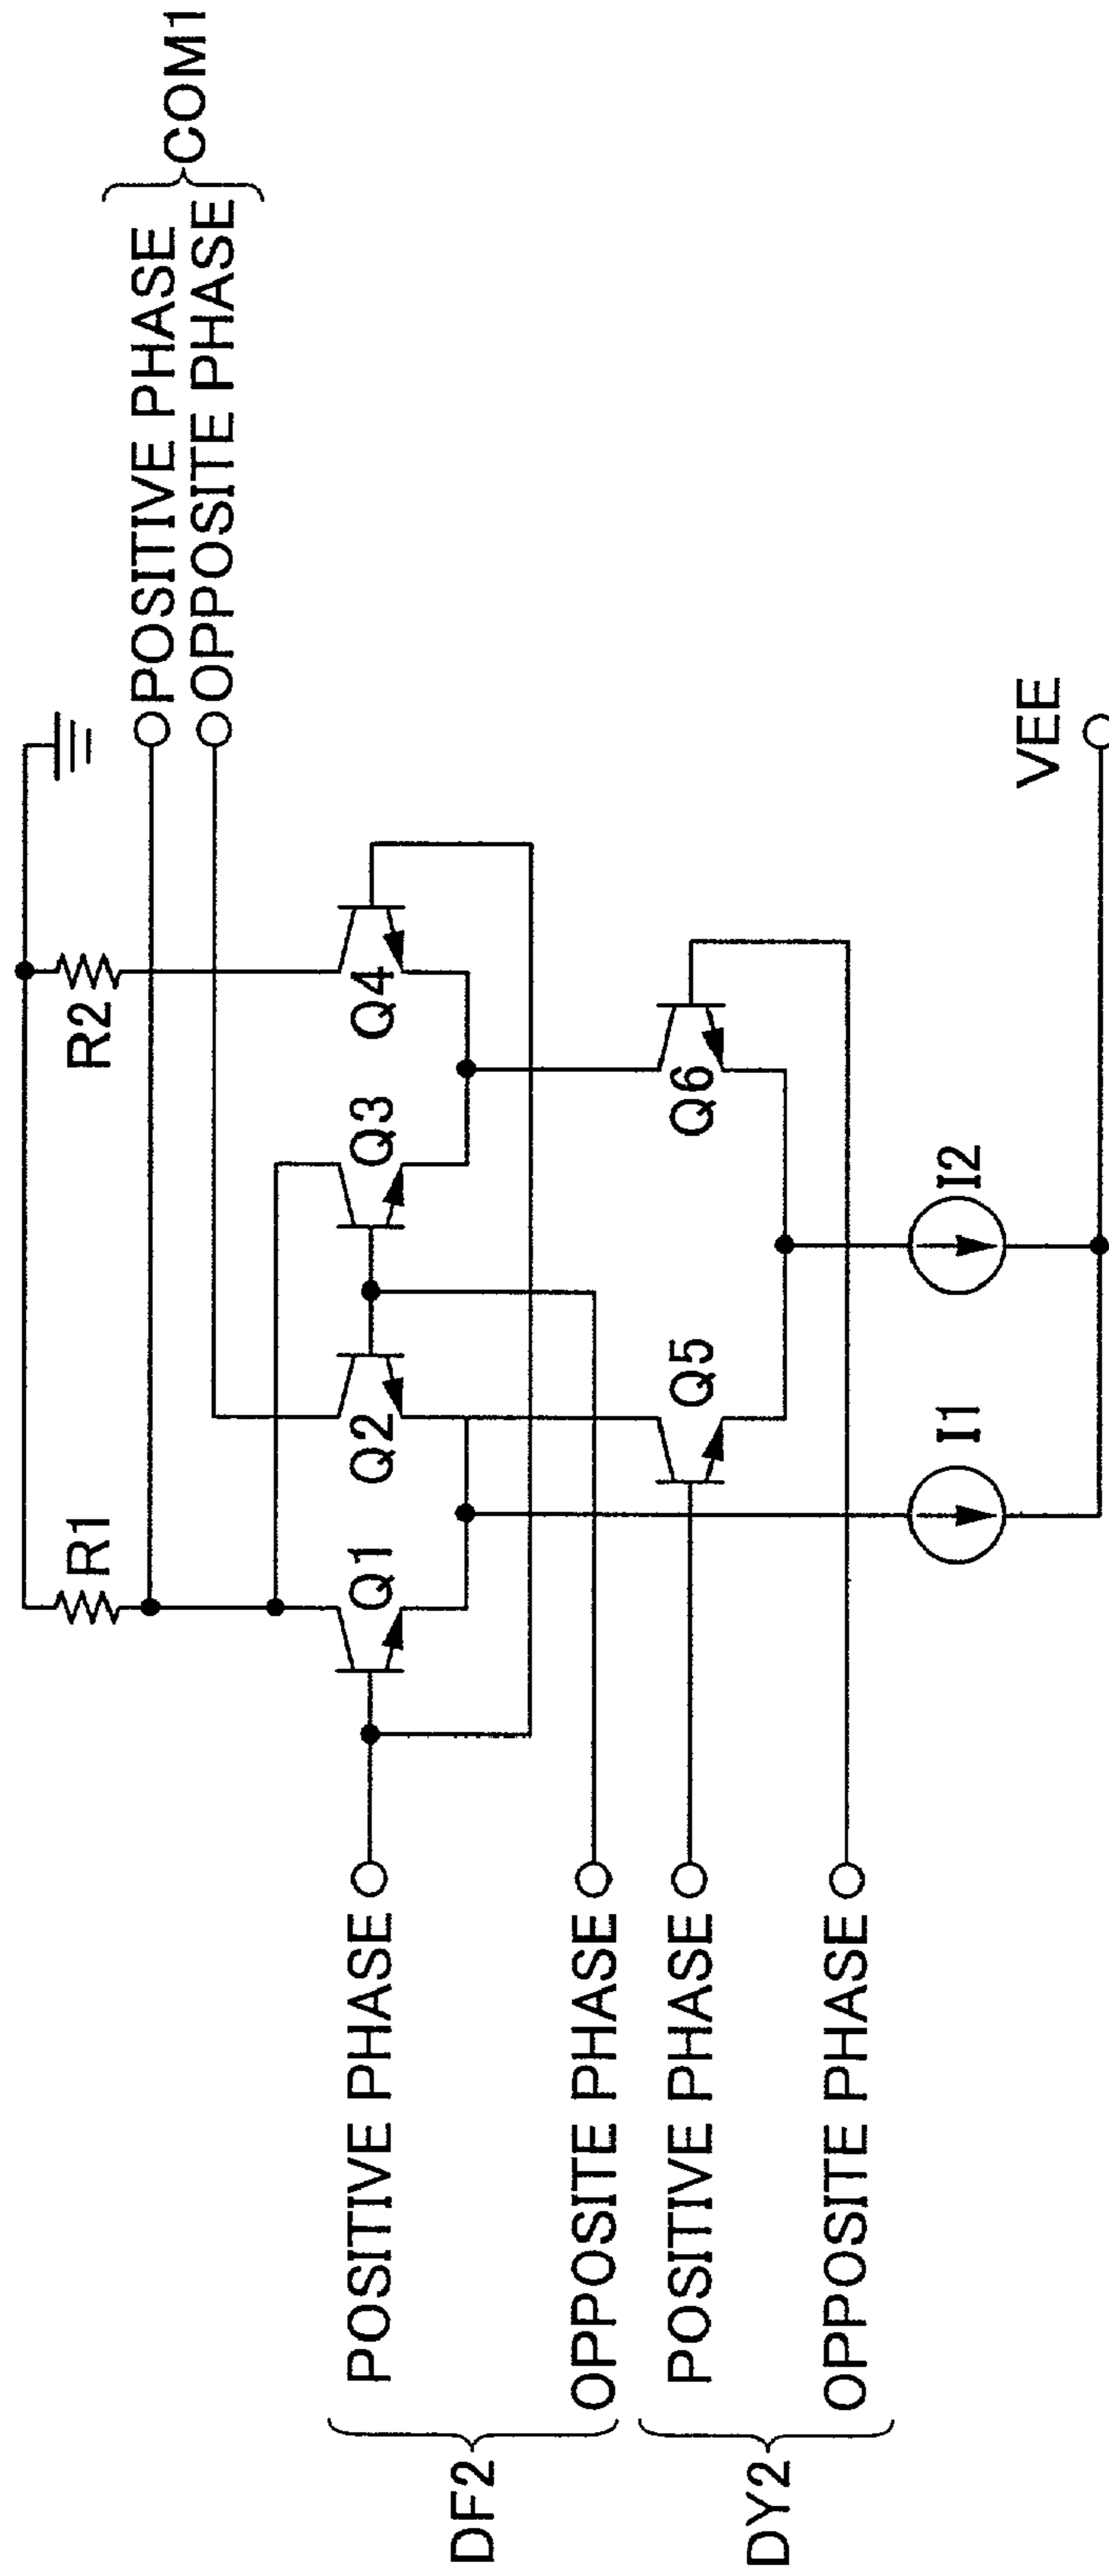 R1
R2
POSITIVE PHASE
OPPOSITE PHASE
COM1
Q1
Q2
Q3
Q4
POSITIVE PHASE
OPPOSITE PHASE
DF2
Q5
Q6
POSITIVE PHASE
OPPOSITE PHASE
DY2
I1
I2
VEE